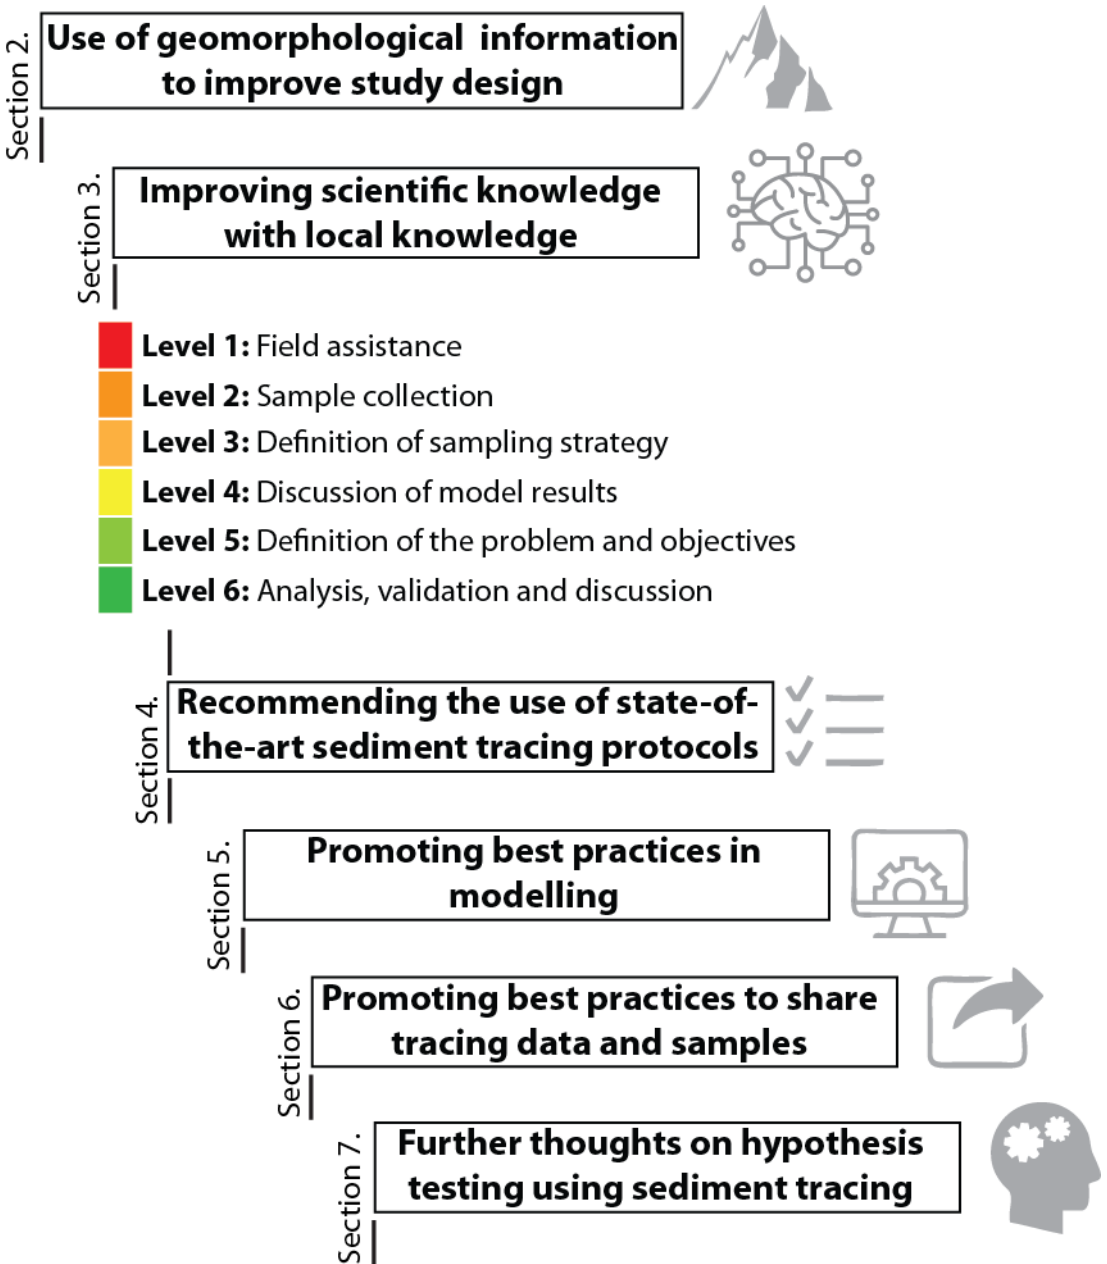 Section 2.
Use of geomorphological information
to improve study design
Section 3.
Improving scientific knowledge
with local knowledge
Level 1: Field assistance
Level 2: Sample collection
Level 3: Definition of sampling strategy
Level 4: Discussion of model results
Level 5: Definition of the problem and objectives
Level 6: Analysis, validation and discussion
Section 4.
Recommending the use of state-of-
the-art sediment tracing protocols
Section 5.
Promoting best practices in
modelling
Section 6.
Promoting best practices to share
tracing data and samples
Section 7.
Further thoughts on hypothesis
testing using sediment tracing